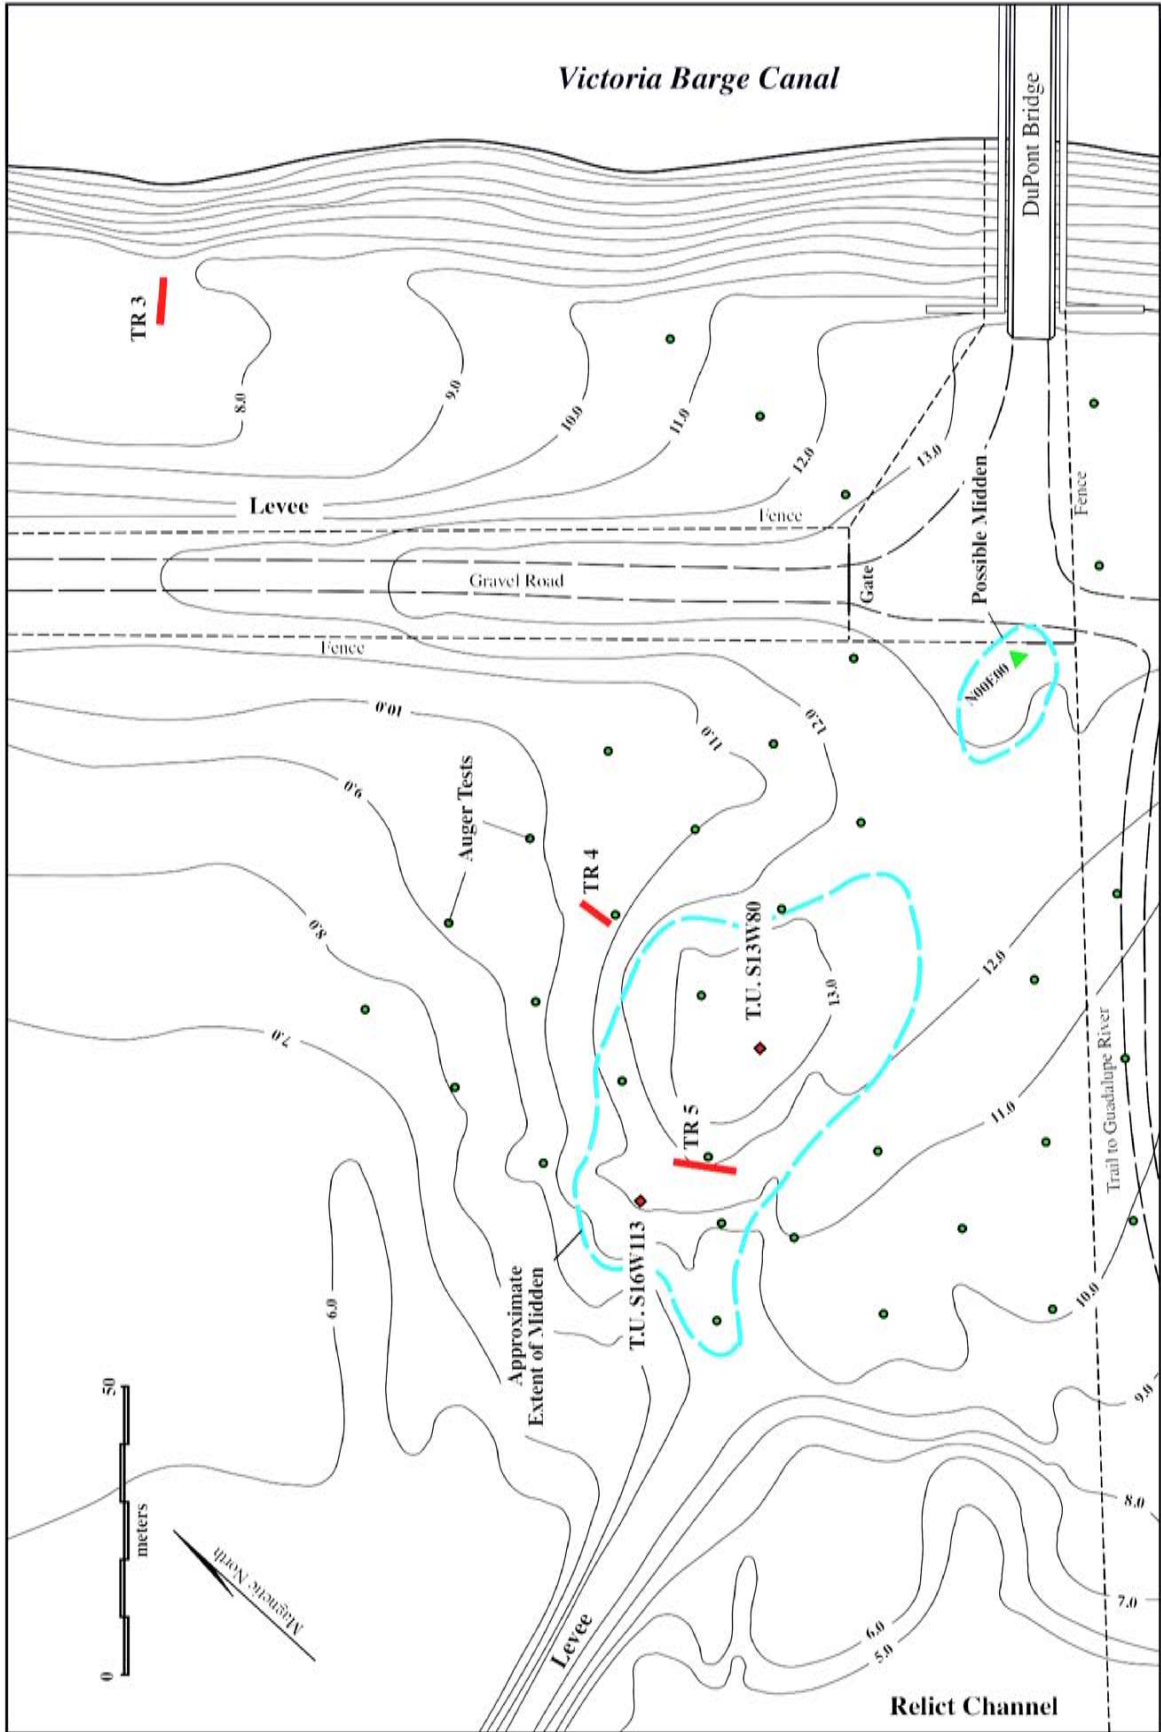 Victoria Barge Canal
DuPont Bridge
TR 3
8.0
9.0
10.0
11.0
12.0
13.0
Levee
Fence
Fence
Gravel Road
Gate
Possible Midden
Fence
N00E00
10.0
11.0
12.0
9.0
Auger Tests
TR 4
8.0
T.U. S13W80
13.0
12.0
7.0
TR 5
11.0
Trail to Guadalupe River
T.U. S16W113
6.0
Approximate
Extent of Midden
10.0
9.0
50
meters
0
8.0
Magnetic North
7.0
Levee
6.0
5.0
Relict Channel